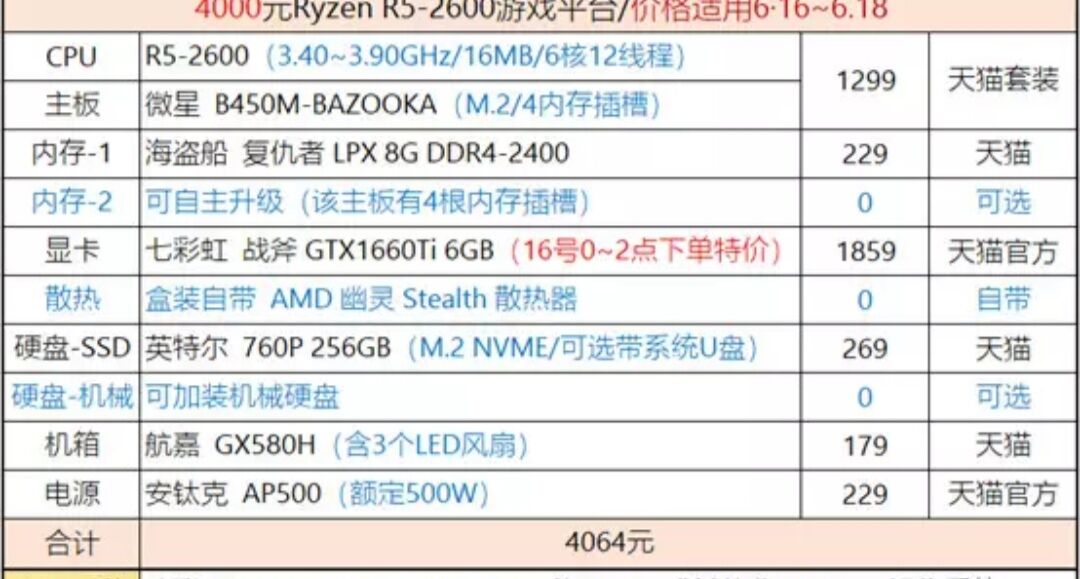 4000元Ryzen R5-2600游戏平台/价格适用6·16~6.18
CPU R5-2600（3.40~3.90GHz/16MB/6核12线程） 1299 天猫套装
主板 微星 B450M-BAZOOKA（M.2/4内存插槽）
内存-1 海盗船 复仇者 LPX 8G DDR4-2400 229 天猫
内存-2 可自主升级（该主板有4根内存插槽） 0 可选
显卡 七彩虹 战斧 GTX1660Ti 6GB（16号0~2点下单特价） 1859 天猫官方
散热 盒装自带 AMD 幽灵 Stealth 散热器 0 自带
硬盘-SSD 英特尔 760P 256GB（M.2 NVME/可选带系统U盘） 269 天猫
硬盘-机械 可加装机械硬盘 0 可选
机箱 航嘉 GX580H（含3个LED风扇） 179 天猫
电源 安钛克 AP500（额定500W） 229 天猫官方
合计 4064元